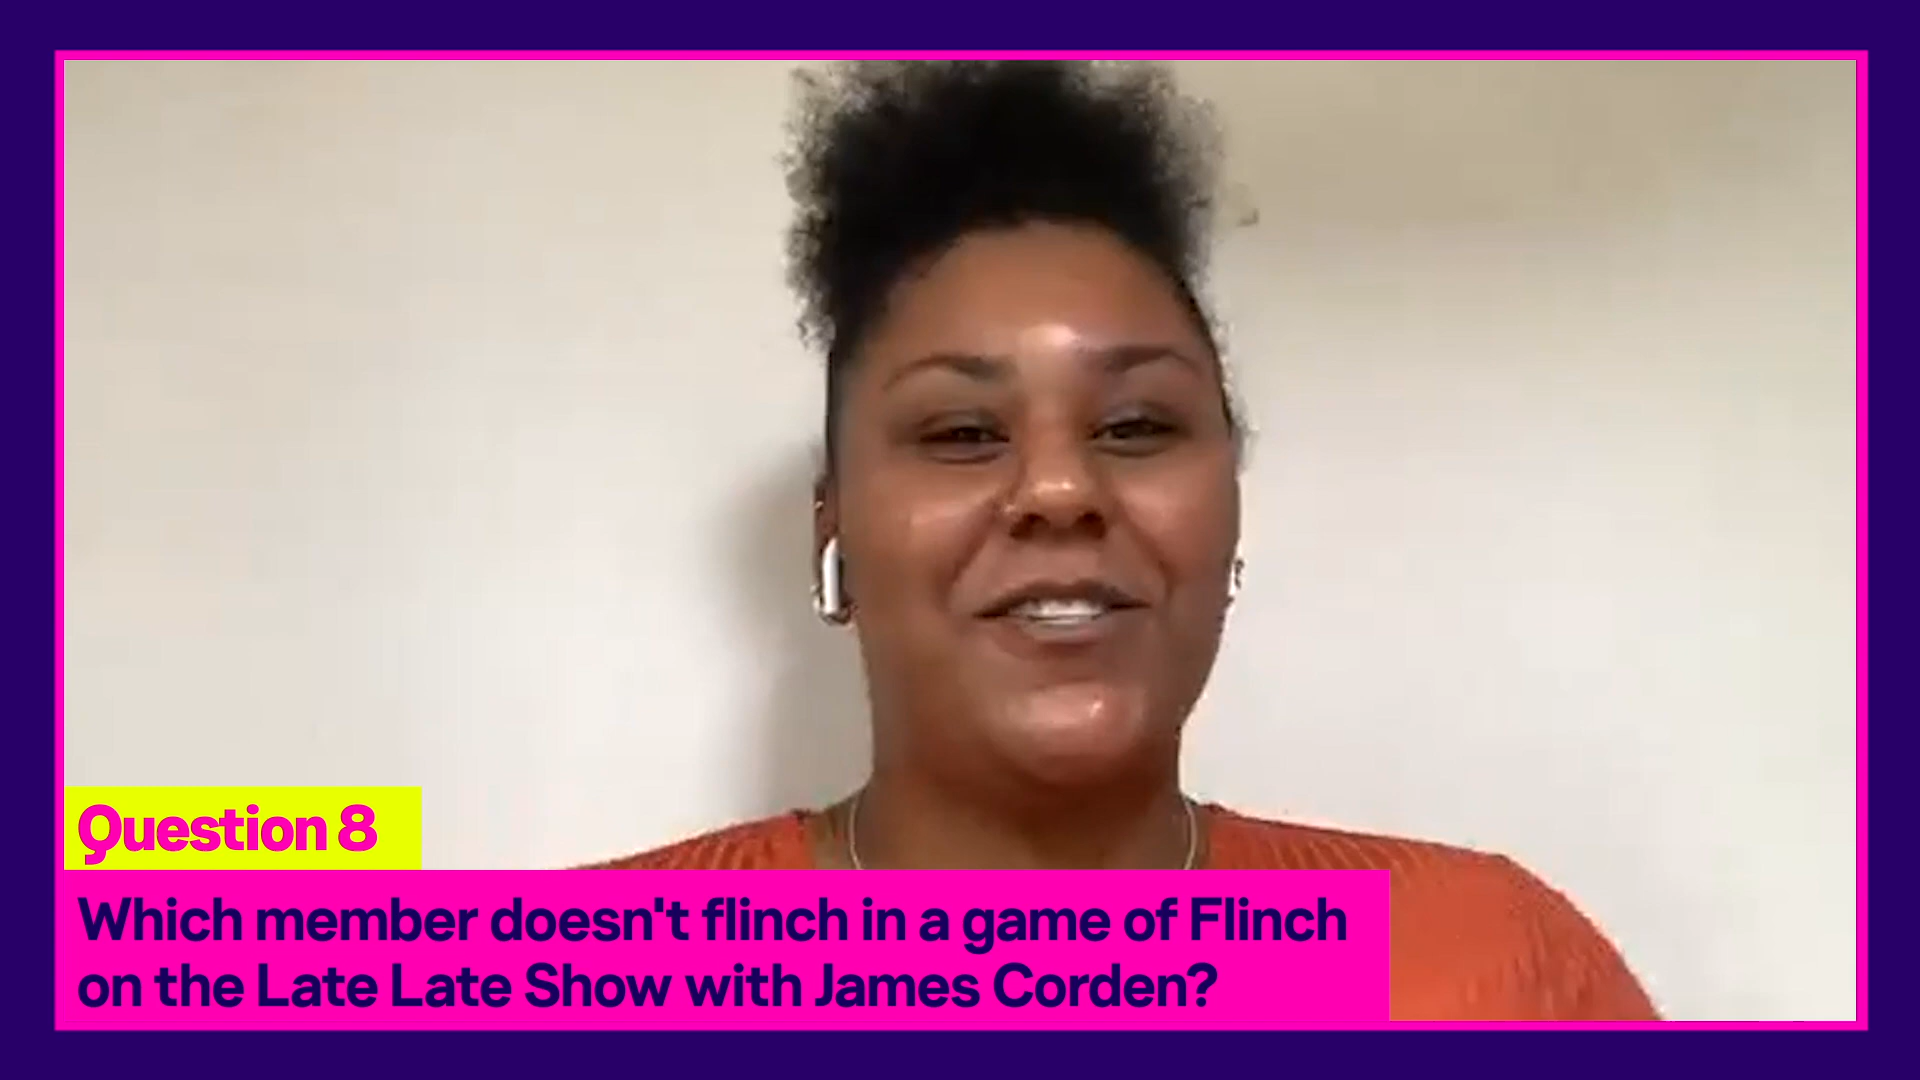 Question 8
Which member doesn't flinch in a game of Flinch
on the Late Late Show with James Corden?